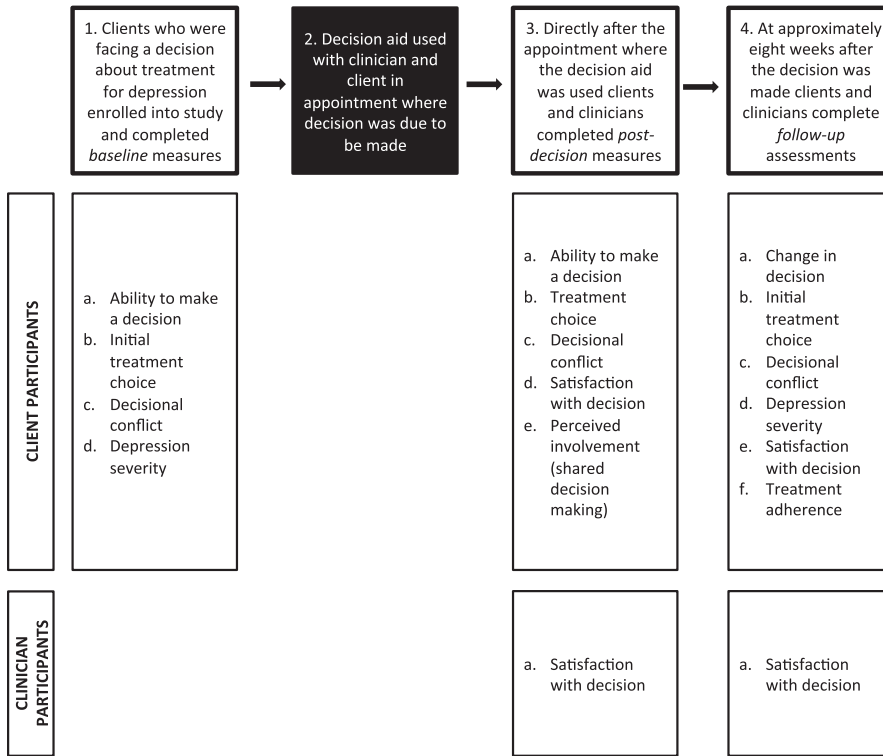 1. Clients who were
facing a decision
about treatment
for depression
enrolled into study
and completed
baseline measures
2. Decision aid used
with clinician and
client in
appointment where
decision was due to
be made
3. Directly after the
appointment where
the decision aid
was used clients
and clinicians
completed post-
decision measures
4. At approximately
eight weeks after
the decision was
made clients and
clinicians complete
follow-up
assessments
CLIENT PARTICIPANTS
a. Ability to make
a decision
b. Initial
treatment
choice
c. Decisional
conflict
d. Depression
severity
a. Ability to make
a decision
b. Treatment
choice
c. Decisional
conflict
d. Satisfaction
with decision
e. Perceived
involvement
(shared
decision
making)
a. Change in
decision
b. Initial
treatment
choice
c. Decisional
conflict
d. Depression
severity
e. Satisfaction
with decision
f. Treatment
adherence
CLINICIAN
PARTICIPANTS
a. Satisfaction
with decision
a. Satisfaction
with decision